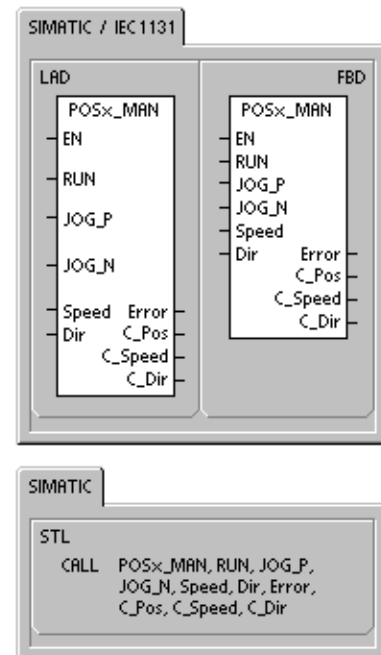 SIMATIC / IEC1131
LAD
POSx_MAN
EN
RUN
JOG_P
JOG_N
Speed Error
Dir C_Pos
C_Speed
C_Dir
FBD
POSx_MAN
EN
RUN
JOG_P
JOG_N
Speed
Dir Error
C_Pos
C_Speed
C_Dir
SIMATIC
STL
CALL POSx_MAN, RUN, JOG_P,
JOG_N, Speed, Dir, Error,
C_Pos, C_Speed, C_Dir